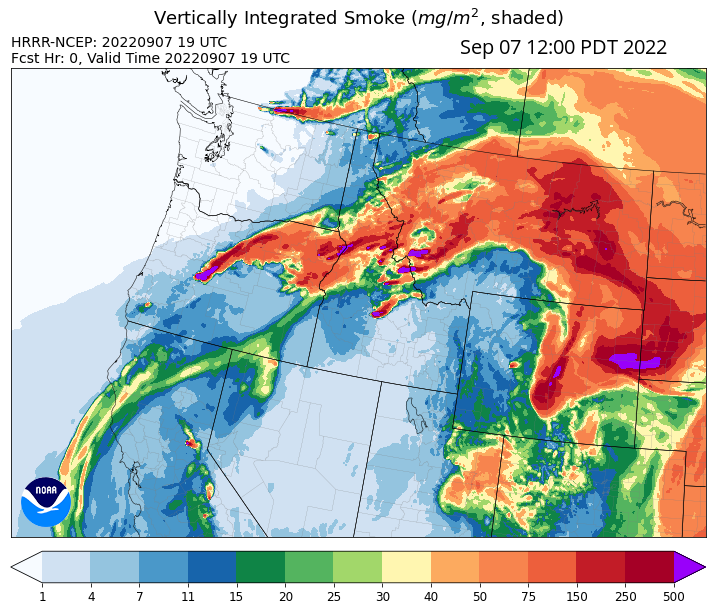 Vertically Integrated Smoke (mg/m², shaded)
HRRR-NCEP: 20220907 19 UTC
Fcst Hr: 0, Valid Time 20220907 19 UTC
Sep 07 12:00 PDT 2022
NOAA
1 4 7 11 15 20 25 30 40 50 75 150 250 500